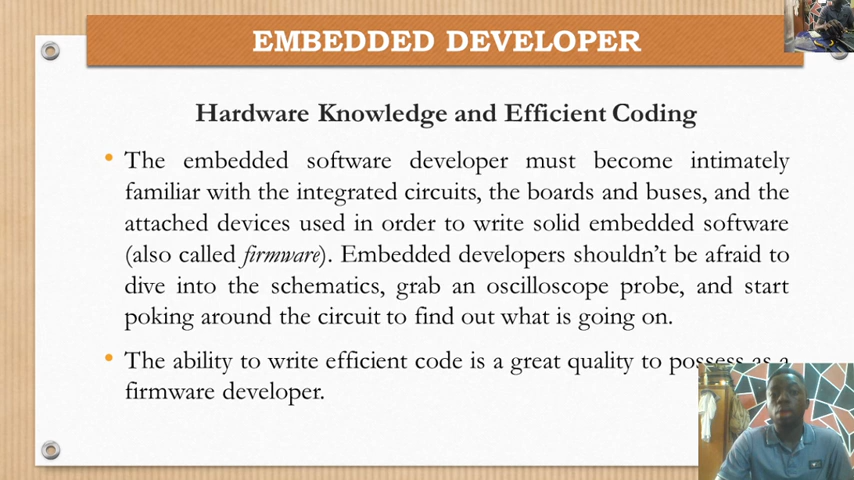 EMBEDDED DEVELOPER
Hardware Knowledge and Efficient Coding
• The embedded software developer must become intimately
familiar with the integrated circuits, the boards and buses, and the
attached devices used in order to write solid embedded software
(also called firmware). Embedded developers shouldn't be afraid to
dive into the schematics, grab an oscilloscope probe, and start
poking around the circuit to find out what is going on.
• The ability to write efficient code is a great quality to possess as a
firmware developer.